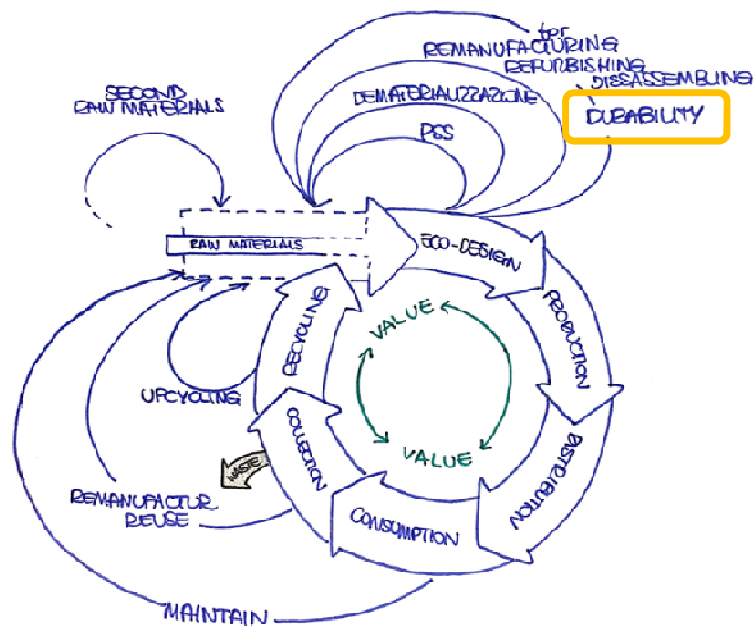 for
REMANUFACTURING
REFURBISHING
DISSASSEMBLING
DURABILITY
DEMATERIALIZZAZIONE
PSS
SECOND
RAW MATERIALS
RAW MATERIALS
ECO-DESIGN
PRODUCTION
DISTRIBUTION
CONSUMPTION
COLLECTION
RECYCLING
VALUE
VALUE
UPCYCLING
WASTE
REMANUFACTUR
REUSE
MAINTAIN